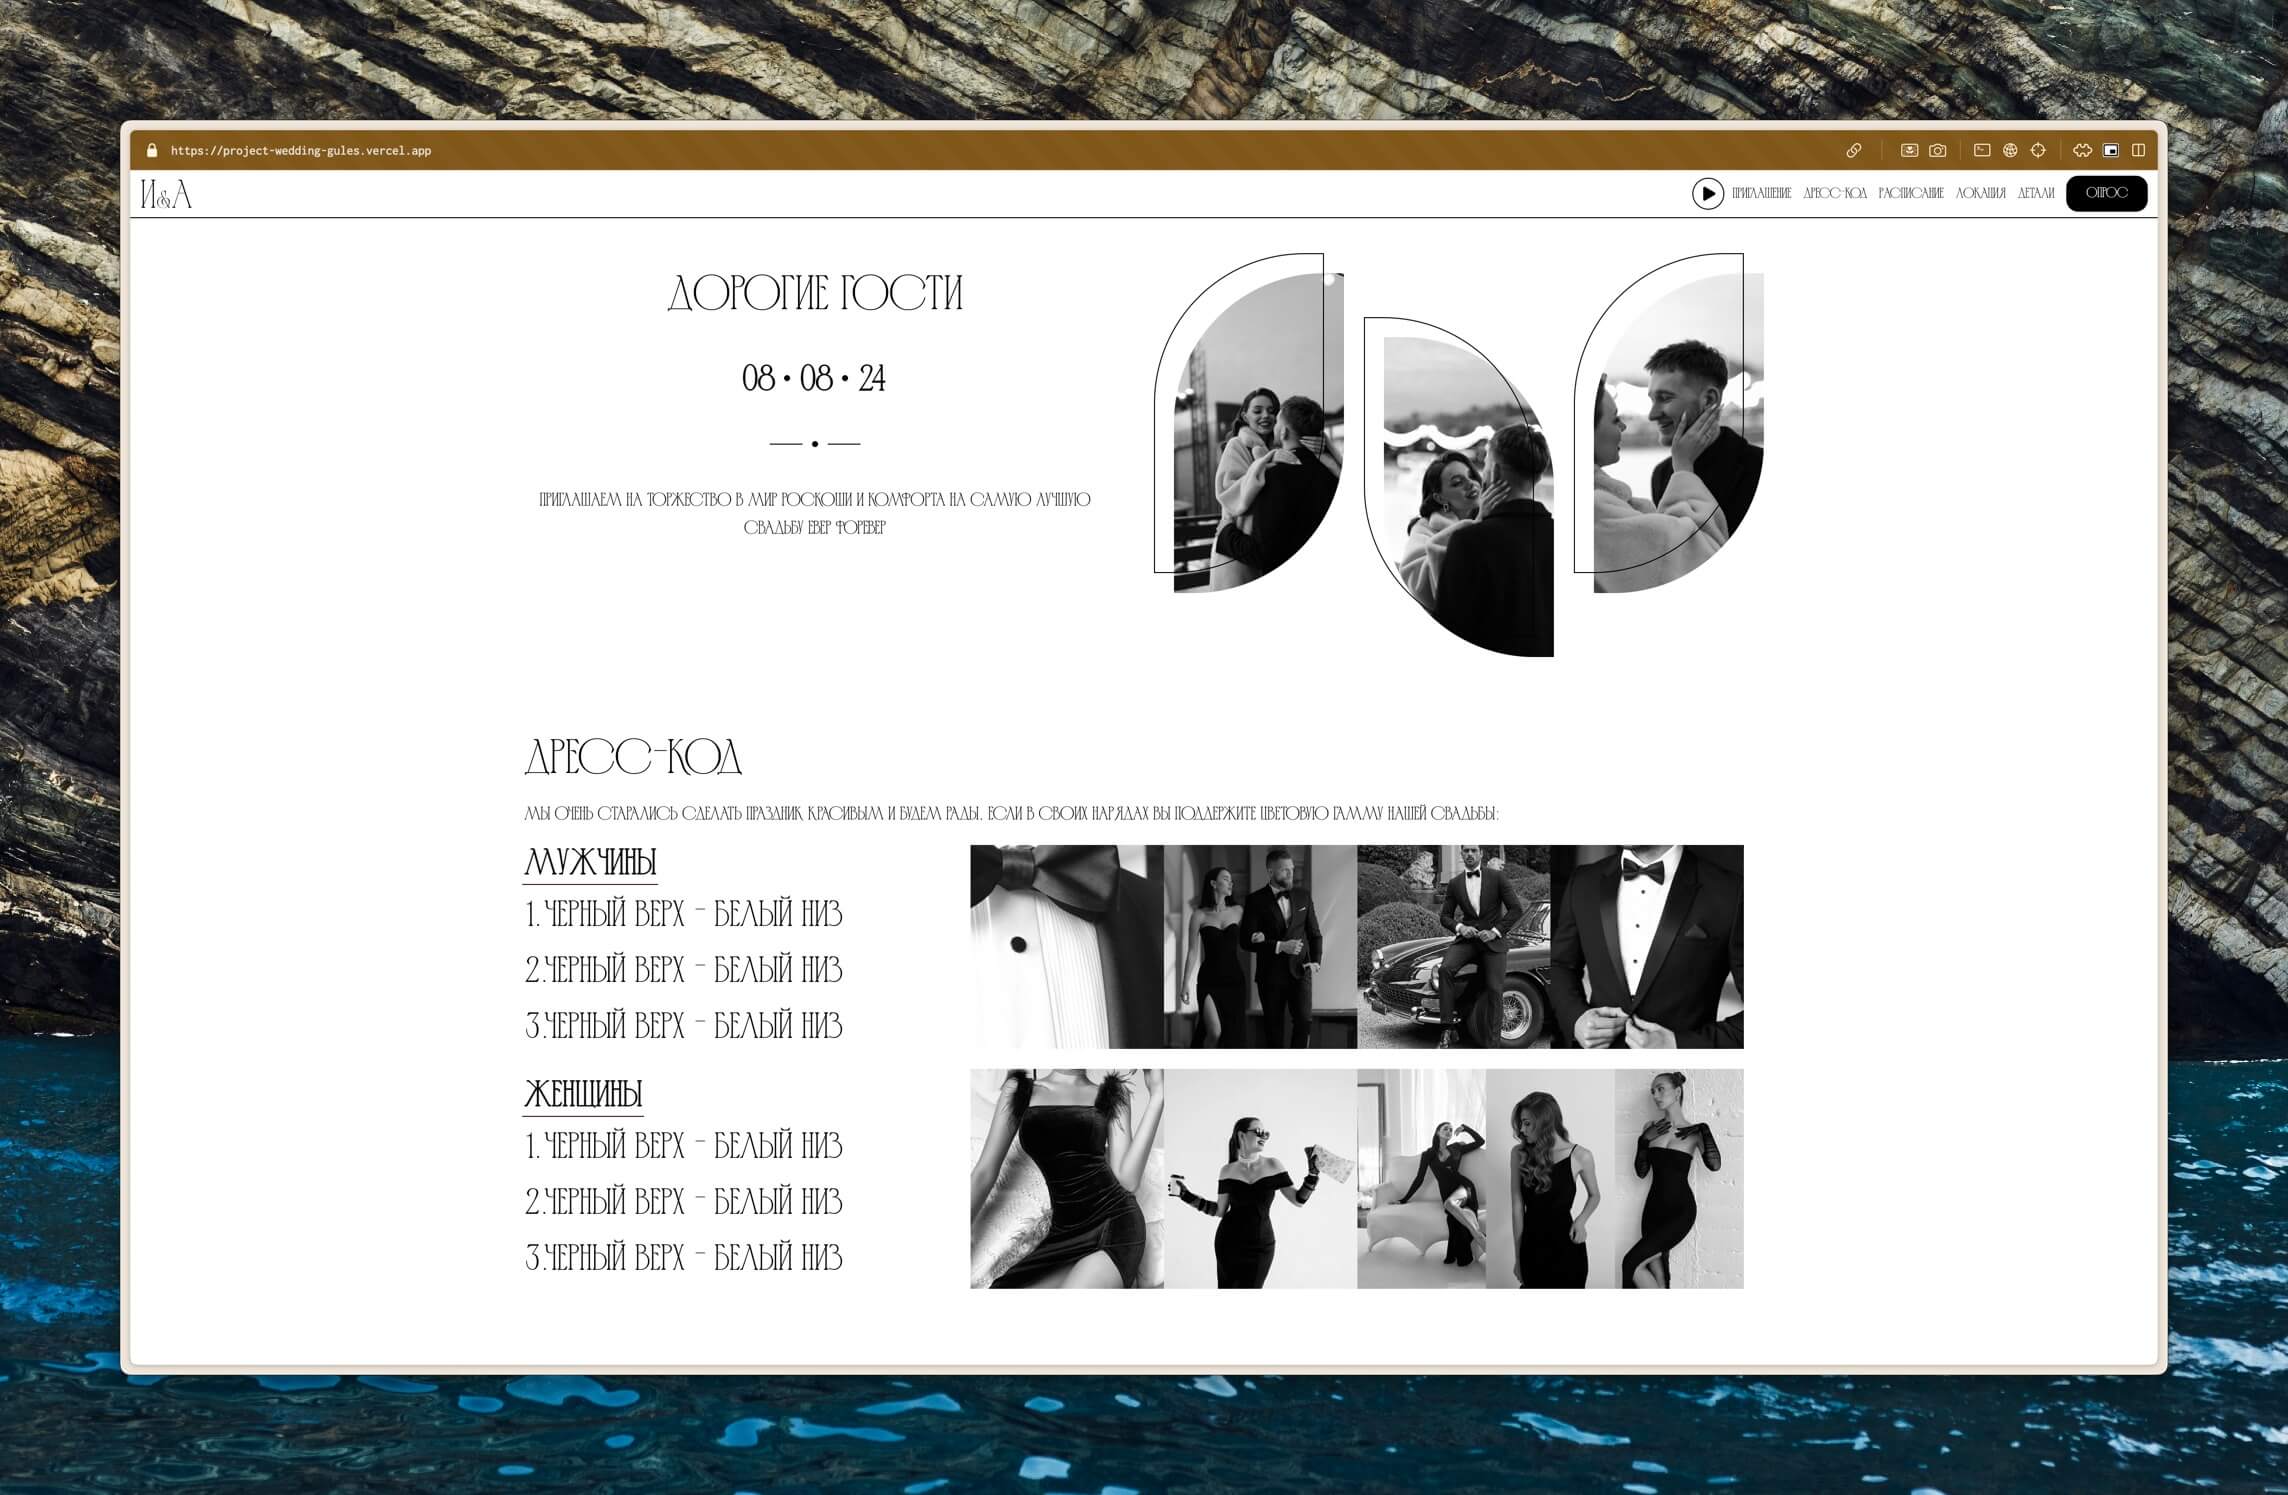 https://project-wedding-gules.vercel.app
И&А
ПРИГЛАШЕНИЕ ДРЕСС-КОД РАСПИСАНИЕ ЛОКАЦИЯ ДЕТАЛИ ОПРОС
ДОРОГИЕ ГОСТИ
08 • 08 • 24
ПРИГЛАШАЕМ НА ТОРЖЕСТВО В МИР РОСКОШИ И КОМФОРТА НА САМУЮ ЛУЧШУЮ
СВАДЬБУ ЕВЕР ФОРЕВЕР
ДРЕСС-КОД
МЫ ОЧЕНЬ СТАРАЛИСЬ СДЕЛАТЬ ПРАЗДНИК КРАСИВЫМ И БУДЕМ РАДЫ, ЕСЛИ В СВОИХ НАРЯДАХ ВЫ ПОДДЕРЖИТЕ ЦВЕТОВУЮ ГАММУ НАШЕЙ СВАДЬБЫ:
МУЖЧИНЫ
1. ЧЕРНЫЙ ВЕРХ - БЕЛЫЙ НИЗ
2. ЧЕРНЫЙ ВЕРХ - БЕЛЫЙ НИЗ
3. ЧЕРНЫЙ ВЕРХ - БЕЛЫЙ НИЗ
ЖЕНЩИНЫ
1. ЧЕРНЫЙ ВЕРХ - БЕЛЫЙ НИЗ
2. ЧЕРНЫЙ ВЕРХ - БЕЛЫЙ НИЗ
3. ЧЕРНЫЙ ВЕРХ - БЕЛЫЙ НИЗ